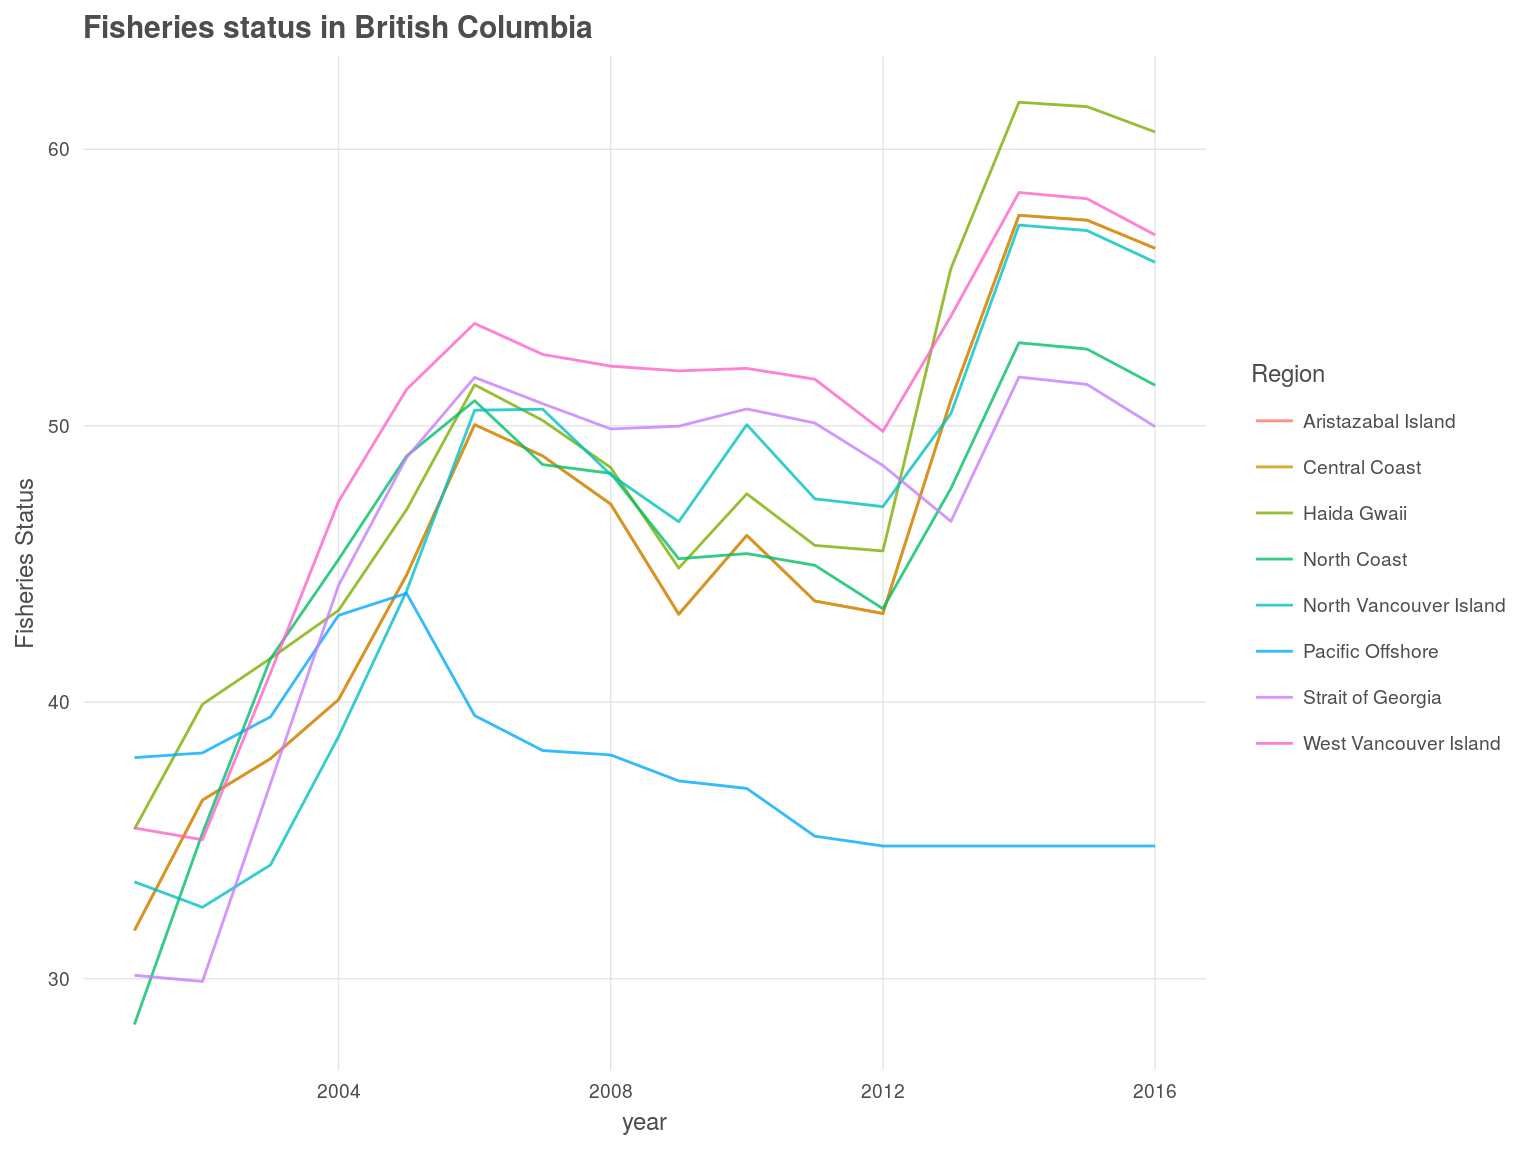 Fisheries status in British Columbia
60
50
40
30
Fisheries Status
2004
2008
2012
2016
year
Region
Aristazabal Island
Central Coast
Haida Gwaii
North Coast
North Vancouver Island
Pacific Offshore
Strait of Georgia
West Vancouver Island